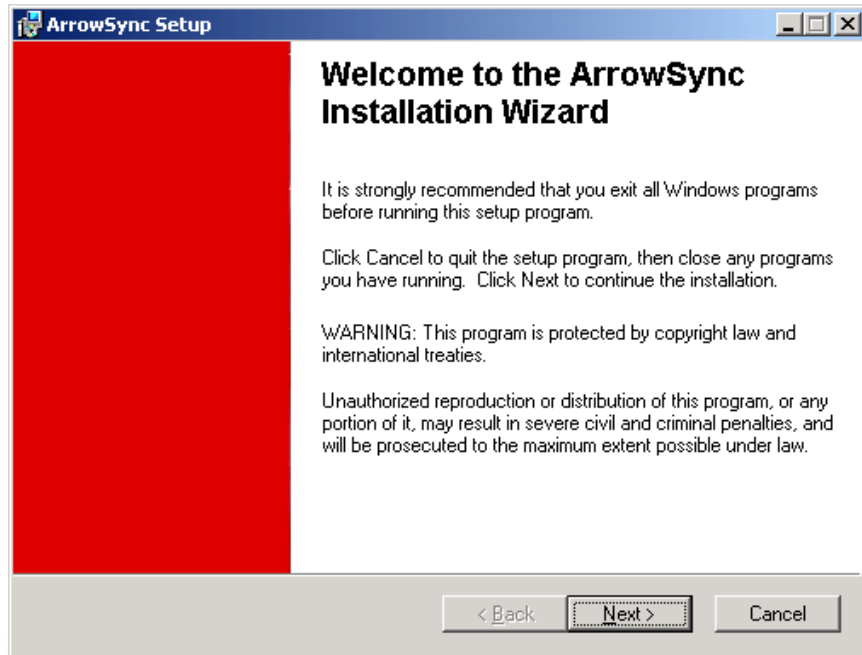 ArrowSync Setup
Welcome to the ArrowSync
Installation Wizard
It is strongly recommended that you exit all Windows programs
before running this setup program.
Click Cancel to quit the setup program, then close any programs
you have running.  Click Next to continue the installation.
WARNING: This program is protected by copyright law and
international treaties.
Unauthorized reproduction or distribution of this program, or any
portion of it, may result in severe civil and criminal penalties, and
will be prosecuted to the maximum extent possible under law.
< Back Next > Cancel